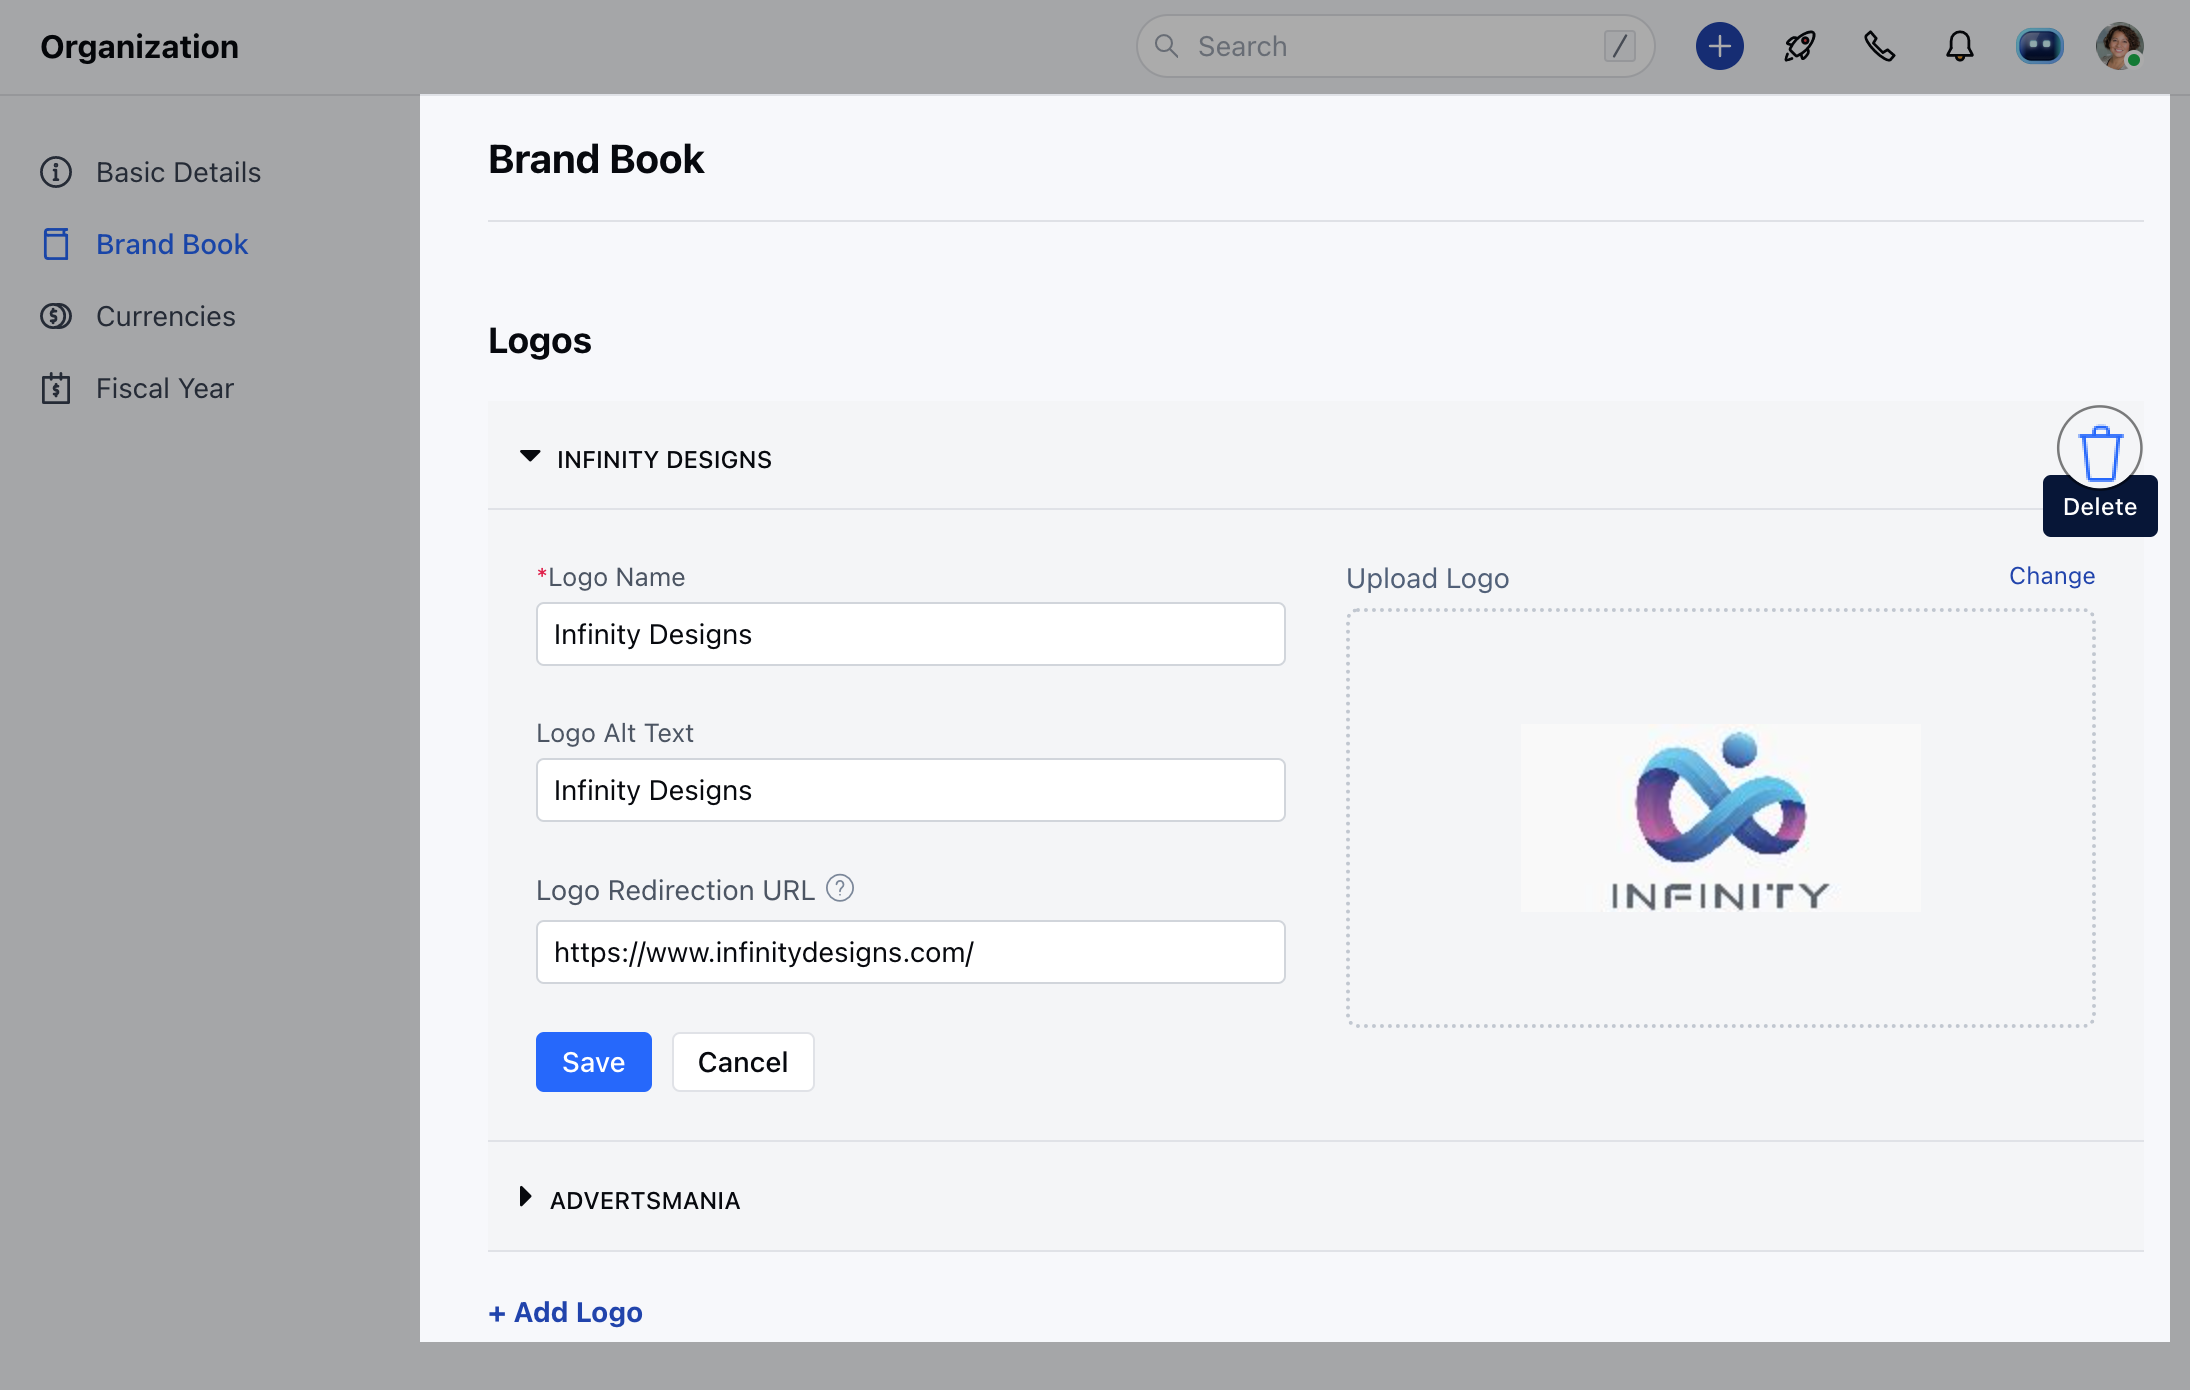 Organization
Search
/
Basic Details
Brand Book
Currencies
Fiscal Year
Brand Book
Logos
INFINITY DESIGNS
Delete
*Logo Name
Infinity Designs
Logo Alt Text
Infinity Designs
Logo Redirection URL ?
https://www.infinitydesigns.com/
Save
Cancel
Upload Logo
Change
INFINITY
ADVERTSMANIA
+ Add Logo